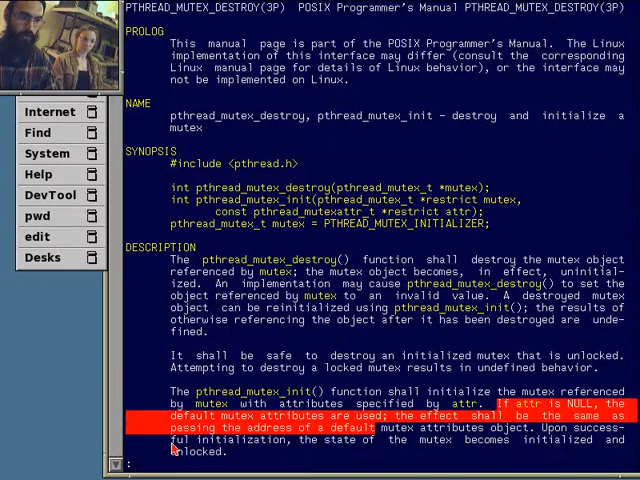 PTHREAD_MUTEX_DESTROY(3P)  POSIX Programmer's Manual PTHREAD_MUTEX_DESTROY(3P)
PROLOG
This manual page is part of the POSIX Programmer's Manual. The Linux
implementation of this interface may differ (consult the corresponding
Linux manual page for details of Linux behavior), or the interface may
not be implemented on Linux.
NAME
pthread_mutex_destroy, pthread_mutex_init - destroy and initialize a
mutex
SYNOPSIS
#include <pthread.h>
int pthread_mutex_destroy(pthread_mutex_t *mutex);
int pthread_mutex_init(pthread_mutex_t *restrict mutex,
const pthread_mutexattr_t *restrict attr);
pthread_mutex_t mutex = PTHREAD_MUTEX_INITIALIZER;
DESCRIPTION
The pthread_mutex_destroy() function shall destroy the mutex object
referenced by mutex; the mutex object becomes, in effect, uninitial-
ized. An implementation may cause pthread_mutex_destroy() to set the
object referenced by mutex to an invalid value. A destroyed mutex
object can be reinitialized using pthread_mutex_init(); the results of
otherwise referencing the object after it has been destroyed are unde-
fined.
It shall be safe to destroy an initialized mutex that is unlocked.
Attempting to destroy a locked mutex results in undefined behavior.
The pthread_mutex_init() function shall initialize the mutex referenced
by mutex with attributes specified by attr. If attr is NULL, the
default mutex attributes are used; the effect shall be the same as
passing the address of a default mutex attributes object. Upon success-
ful initialization, the state of the mutex becomes initialized and
unlocked.
:
Internet
Find
System
Help
DevTool
pwd
edit
Desks